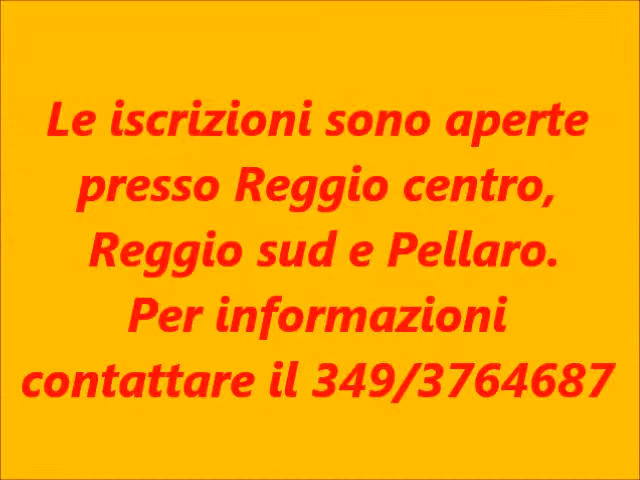 Le iscrizioni sono aperte
presso Reggio centro,
Reggio sud e Pellaro.
Per informazioni
contattare il 349/3764687